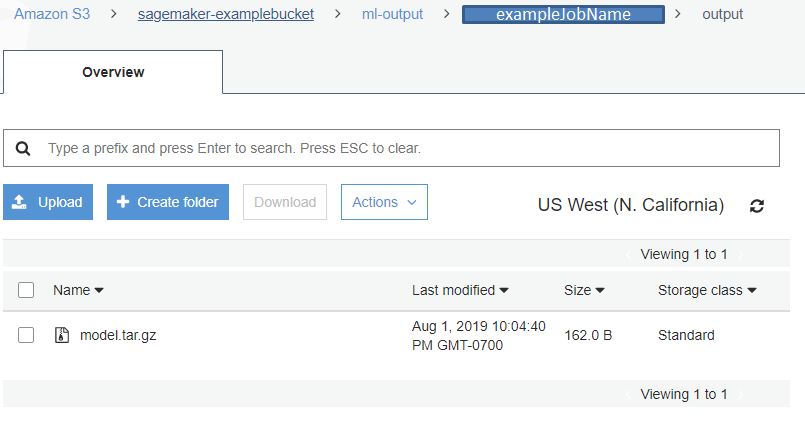 Amazon S3 > sagemaker-examplebucket > ml-output > exampleJobName > output
Overview
Type a prefix and press Enter to search. Press ESC to clear.
Upload Create folder Download Actions US West (N. California)
Viewing 1 to 1
Name Last modified Size Storage class
model.tar.gz Aug 1, 2019 10:04:40 PM GMT-0700 162.0 B Standard
Viewing 1 to 1